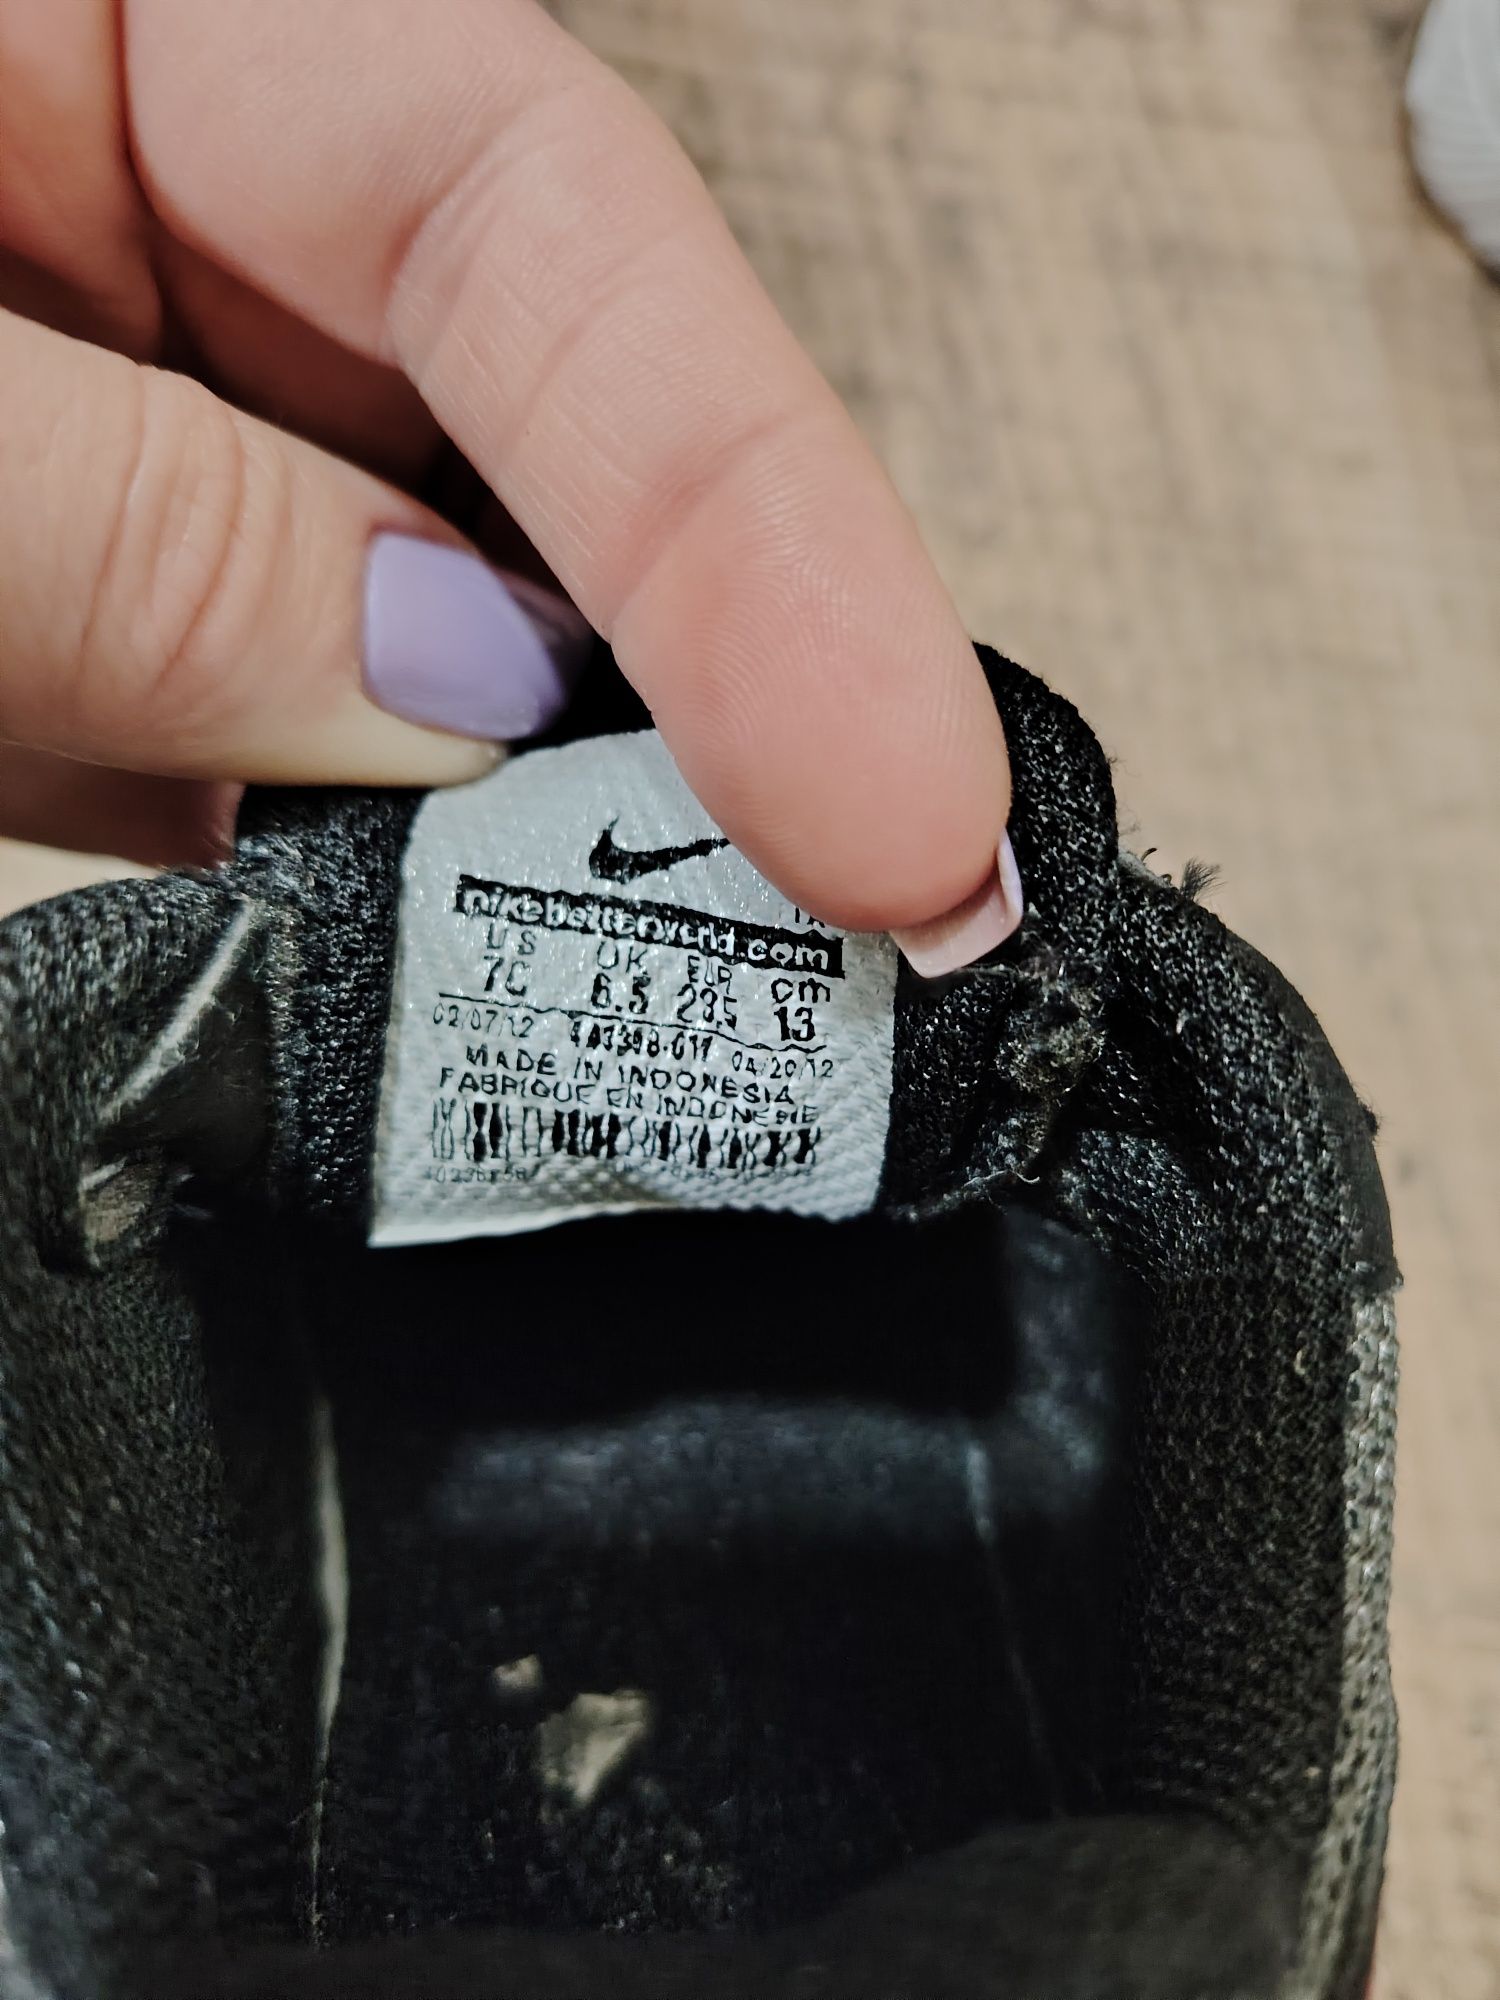 nikebetterworld.com
US UK EUR cm
7C 6.5 23.5 13
02/07/12 04/20/12
MADE IN INDONESIA
FABRIQUE EN INDONESIE